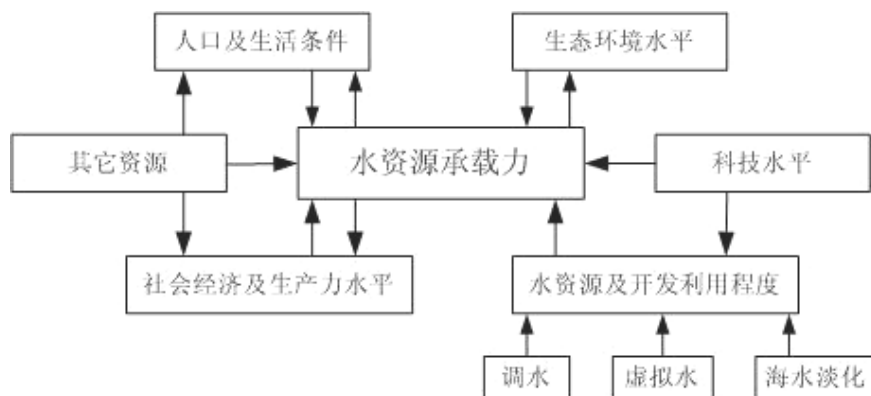 人口及生活条件
生态环境水平
其它资源
水资源承载力
科技水平
社会经济及生产力水平
水资源及开发利用程度
调水
虚拟水
海水淡化